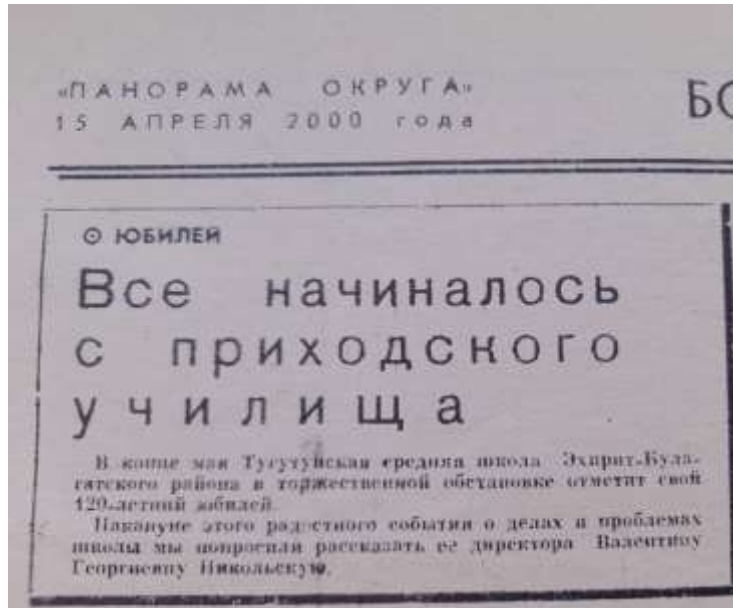 «ПАНОРАМА ОКРУГА»
15 АПРЕЛЯ 2000 года
БО
ЮБИЛЕЙ
Все начиналось
с приходского
училища
В конце мая Тугутуйская средняя школа Эхирит-Була-
гатского района в торжественной обстановке отметит свой
120-летний юбилей.
Накануне этого радостного события о делах и проблемах
школы мы попросили рассказать ее директора Валентину
Георгиевну Никольскую.